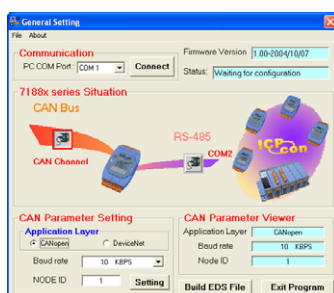 General Setting
File About
Communication
PC COM Port: COM 1 Connect
Firmware Version 1.00-2004/10/07
Status: Waiting for configuration
7188x series Situation
CAN Bus
RS-485
CAN Channel
COM2
ICP con
CAN Parameter Setting
Application Layer
CANopen DeviceNet
Baud rate 10 KBPS
NODE ID 1 Setting
CAN Parameter Viewer
Application Layer CANopen
Baud rate 10 KBPS
Node ID 1
Build EDS File Exit Program